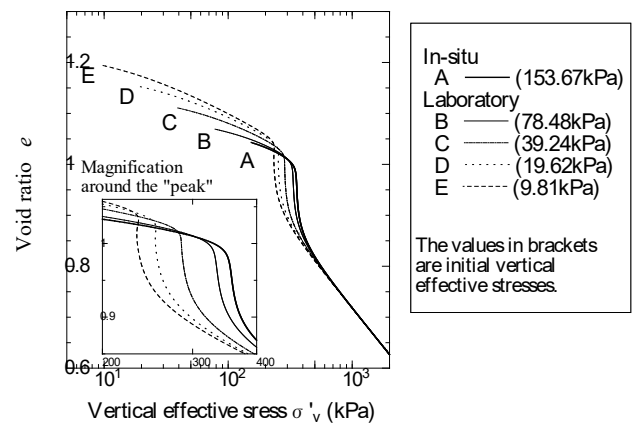 1.2
1
0.8
0.6
Void ratio e
E
D
C
B
A
Magnification
around the "peak"
1
0.9
200
300
400
10¹
10²
10³
Vertical effective sress σ 'ᵥ (kPa)
In-situ
A (153.67kPa)
Laboratory
B (78.48kPa)
C (39.24kPa)
D (19.62kPa)
E (9.81kPa)
The values in brackets
are initial vertical
effective stresses.